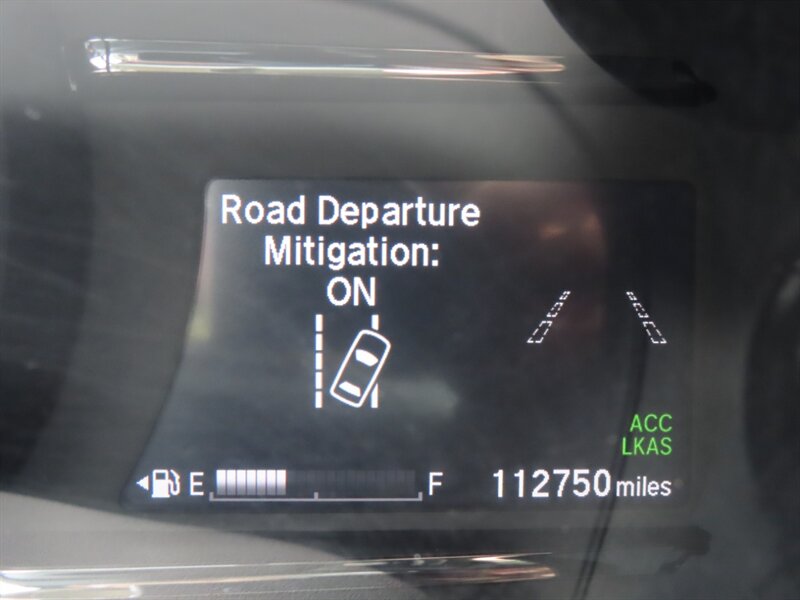 Road Departure
Mitigation:
ON
ACC
LKAS
E F 112750 miles